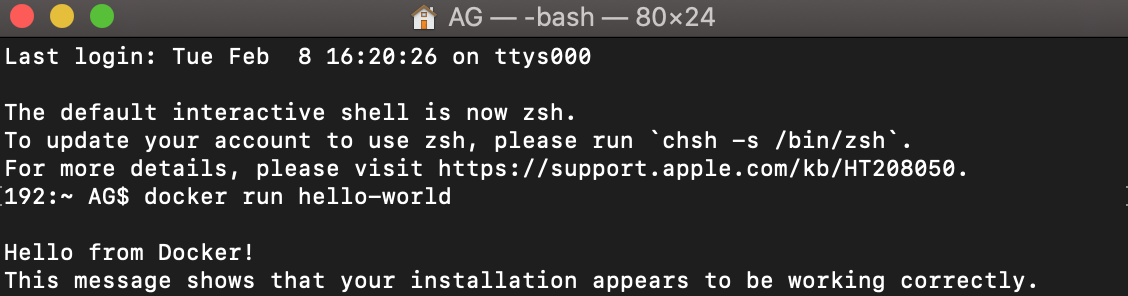 AG — -bash — 80×24
Last login: Tue Feb  8 16:20:26 on ttys000
The default interactive shell is now zsh.
To update your account to use zsh, please run `chsh -s /bin/zsh`.
For more details, please visit https://support.apple.com/kb/HT208050.
[192:~ AG$ docker run hello-world
Hello from Docker!
This message shows that your installation appears to be working correctly.